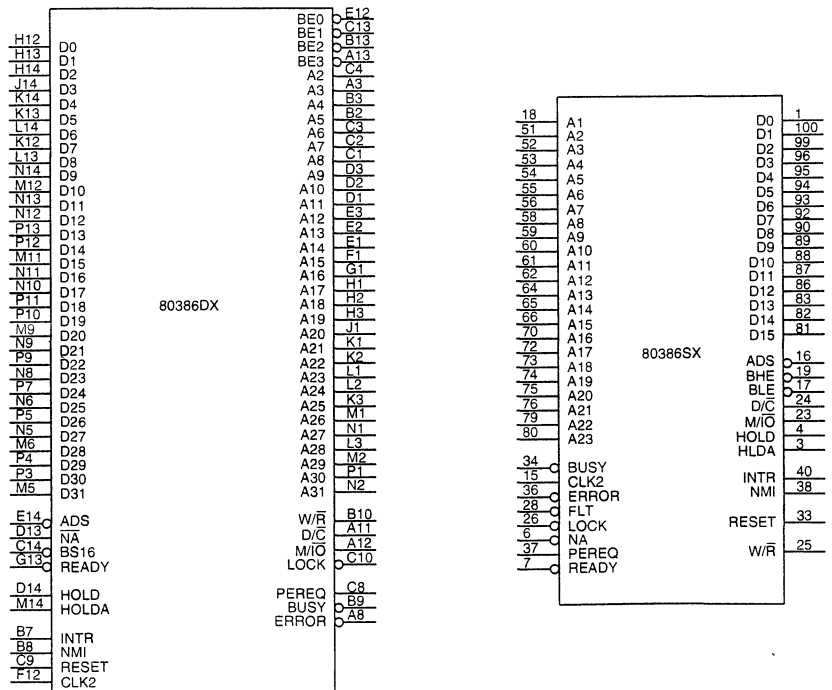 H12 D0
H13 D1
H14 D2
J14 D3
K14 D4
K13 D5
L14 D6
K12 D7
L13 D8
N14 D9
M12 D10
N13 D11
N12 D12
P13 D13
P12 D14
M11 D15
N11 D16
N10 D17
P11 D18
P10 D19
M9 D20
N9 D21
P9 D22
N8 D23
P7 D24
N6 D25
P5 D26
N5 D27
M6 D28
P4 D29
P3 D30
M5 D31
E14 ADS
D13 N̅A̅
C14 BS16
G13 READY
D14 HOLD
M14 HOLDA
B7 INTR
B8 NMI
C9 RESET
F12 CLK2
80386DX
BE0 E12
BE1 C13
BE2 B13
BE3 A13
A2 C4
A3 A3
A4 B3
A5 B2
A6 C3
A7 C2
A8 C1
A9 D3
A10 D2
A11 D1
A12 E3
A13 E2
A14 E1
A15 F1
A16 G1
A17 H1
A18 H2
A19 H3
A20 J1
A21 K1
A22 K2
A23 L1
A24 L2
A25 K3
A26 M1
A27 N1
A28 L3
A29 M2
A30 P1
A31 N2
W/R̅ B10
D/C̅ A11
M/I̅O̅ A12
LOCK C10
PEREQ C8
BUSY B9
ERROR A8
18 A1
51 A2
52 A3
53 A4
54 A5
55 A6
56 A7
58 A8
59 A9
60 A10
61 A11
62 A12
64 A13
65 A14
66 A15
70 A16
72 A17
73 A18
74 A19
75 A20
76 A21
79 A22
80 A23
34 BUSY
15 CLK2
36 ERROR
28 FLT
26 LOCK
6 NA
37 PEREQ
7 READY
80386SX
D0 1
D1 100
D2 99
D3 96
D4 95
D5 94
D6 93
D7 92
D8 90
D9 89
D10 88
D11 87
D12 86
D13 83
D14 82
D15 81
ADS 16
BHE 19
BLE 17
D/C̅ 24
M/I̅O̅ 23
HOLD 4
HLDA 3
INTR 40
NMI 38
RESET 33
W/R̅ 25